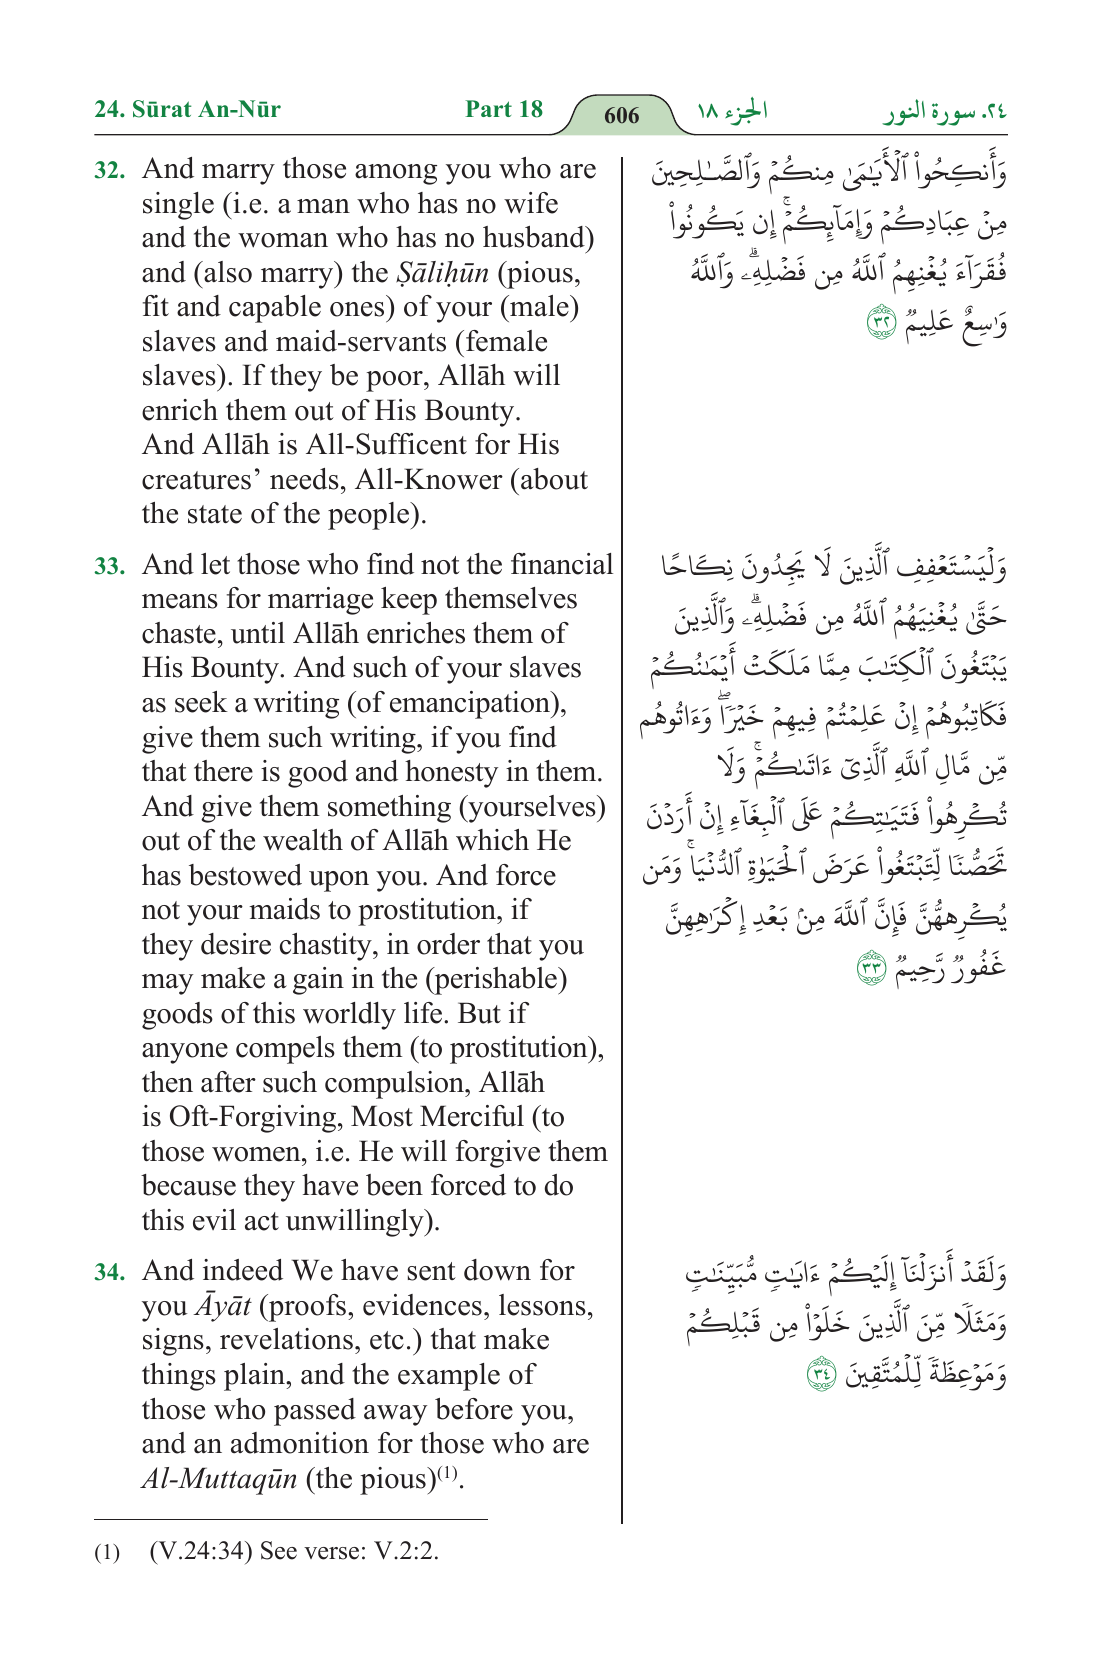 24. Sūrat An-Nūr
Part 18
606
الجزء ١٨
٢٤. سورة النور
32. And marry those among you who are
single (i.e. a man who has no wife
and the woman who has no husband)
and (also marry) the Ṣāliḥūn (pious,
fit and capable ones) of your (male)
slaves and maid-servants (female
slaves). If they be poor, Allāh will
enrich them out of His Bounty.
And Allāh is All-Sufficent for His
creatures’ needs, All-Knower (about
the state of the people).
وَأَنكِحُوا۟ ٱلْأَيَـٰمَىٰ مِنكُمْ وَٱلصَّـٰلِحِينَ
مِنْ عِبَادِكُمْ وَإِمَآئِكُمْ ۚ إِن يَكُونُوا۟
فُقَرَآءَ يُغْنِهِمُ ٱللَّهُ مِن فَضْلِهِۦ ۗ وَٱللَّهُ
وَٰسِعٌ عَلِيمٌ ٣٢
33. And let those who find not the financial
means for marriage keep themselves
chaste, until Allāh enriches them of
His Bounty. And such of your slaves
as seek a writing (of emancipation),
give them such writing, if you find
that there is good and honesty in them.
And give them something (yourselves)
out of the wealth of Allāh which He
has bestowed upon you. And force
not your maids to prostitution, if
they desire chastity, in order that you
may make a gain in the (perishable)
goods of this worldly life. But if
anyone compels them (to prostitution),
then after such compulsion, Allāh
is Oft-Forgiving, Most Merciful (to
those women, i.e. He will forgive them
because they have been forced to do
this evil act unwillingly).
وَلْيَسْتَعْفِفِ ٱلَّذِينَ لَا يَجِدُونَ نِكَاحًا
حَتَّىٰ يُغْنِيَهُمُ ٱللَّهُ مِن فَضْلِهِۦ ۗ وَٱلَّذِينَ
يَبْتَغُونَ ٱلْكِتَـٰبَ مِمَّا مَلَكَتْ أَيْمَـٰنُكُمْ
فَكَاتِبُوهُمْ إِنْ عَلِمْتُمْ فِيهِمْ خَيْرًا ۖ وَءَاتُوهُم
مِّن مَّالِ ٱللَّهِ ٱلَّذِىٓ ءَاتَىٰكُمْ ۚ وَلَا
تُكْرِهُوا۟ فَتَيَـٰتِكُمْ عَلَى ٱلْبِغَآءِ إِنْ أَرَدْنَ
تَحَصُّنًا لِّتَبْتَغُوا۟ عَرَضَ ٱلْحَيَوٰةِ ٱلدُّنْيَا ۚ وَمَن
يُكْرِههُّنَّ فَإِنَّ ٱللَّهَ مِنۢ بَعْدِ إِكْرَٰهِهِنَّ
غَفُورٌ رَّحِيمٌ ٣٣
34. And indeed We have sent down for
you Āyāt (proofs, evidences, lessons,
signs, revelations, etc.) that make
things plain, and the example of
those who passed away before you,
and an admonition for those who are
Al-Muttaqūn (the pious)(1).
وَلَقَدْ أَنزَلْنَآ إِلَيْكُمْ ءَايَـٰتٍ مُّبَيِّنَـٰتٍ
وَمَثَلًا مِّنَ ٱلَّذِينَ خَلَوْا۟ مِن قَبْلِكُمْ
وَمَوْعِظَةً لِّلْمُتَّقِينَ ٣٤
(1) (V.24:34) See verse: V.2:2.